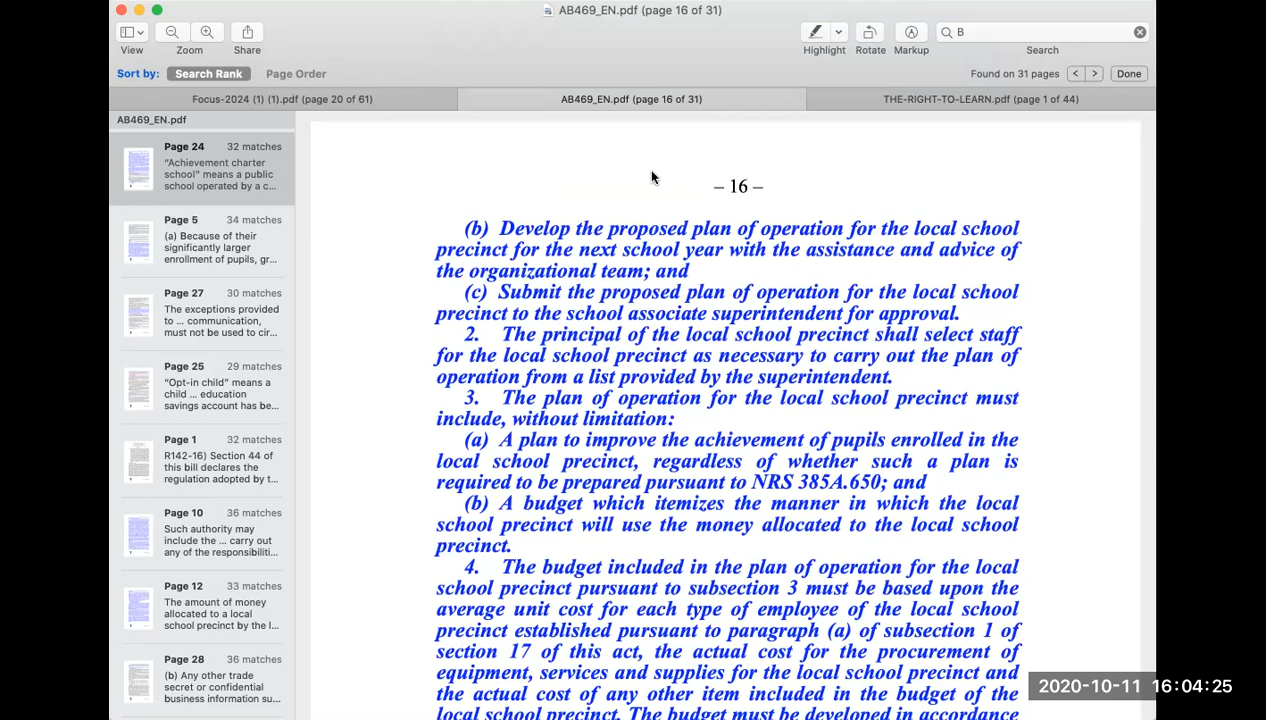 AB469_EN.pdf (page 16 of 31)
View
Zoom
Share
Highlight
Rotate
Markup
B
Search
Sort by:
Search Rank
Page Order
Found on 31 pages
Done
Focus-2024 (1) (1).pdf (page 20 of 61)
AB469_EN.pdf (page 16 of 31)
THE-RIGHT-TO-LEARN.pdf (page 1 of 44)
AB469_EN.pdf
Page 24 32 matches
“Achievement charter
school” means a public
school operated by a c...
Page 5 34 matches
(a) Because of their
significantly larger
enrollment of pupils, gr...
Page 27 30 matches
The exceptions provided
to ... communication,
must not be used to cir...
Page 25 29 matches
“Opt-in child” means a
child ... education
savings account has be...
Page 1 32 matches
R142-16) Section 44 of
this bill declares the
regulation adopted by t...
Page 10 36 matches
Such authority may
include the ... carry out
any of the responsibiliti...
Page 12 33 matches
The amount of money
allocated to a local
school precinct by the l...
Page 28 36 matches
(b) Any other trade
secret or confidential
business information su...
– 16 –
(b) Develop the proposed plan of operation for the local school
precinct for the next school year with the assistance and advice of
the organizational team; and
(c) Submit the proposed plan of operation for the local school
precinct to the school associate superintendent for approval.
2. The principal of the local school precinct shall select staff
for the local school precinct as necessary to carry out the plan of
operation from a list provided by the superintendent.
3. The plan of operation for the local school precinct must
include, without limitation:
(a) A plan to improve the achievement of pupils enrolled in the
local school precinct, regardless of whether such a plan is
required to be prepared pursuant to NRS 385A.650; and
(b) A budget which itemizes the manner in which the local
school precinct will use the money allocated to the local school
precinct.
4. The budget included in the plan of operation for the local
school precinct pursuant to subsection 3 must be based upon the
average unit cost for each type of employee of the local school
precinct established pursuant to paragraph (a) of subsection 1 of
section 17 of this act, the actual cost for the procurement of
equipment, services and supplies for the local school precinct and
the actual cost of any other item included in the budget of the
local school precinct. The budget must be developed in accordance
2020-10-11 16:04:25